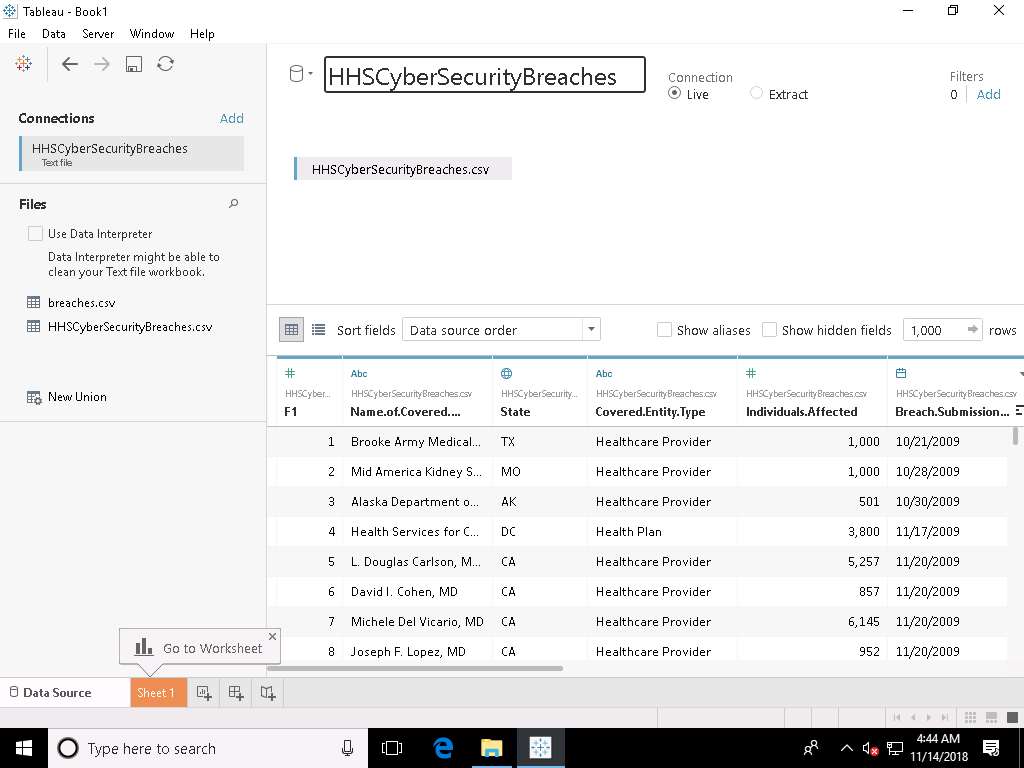 Tableau - Book1
File Data Server Window Help
HHSCyberSecurityBreaches
Connection
Live Extract
Filters
0 Add
Connections Add
HHSCyberSecurityBreaches
Text file
HHSCyberSecurityBreaches.csv
Files
Use Data Interpreter
Data Interpreter might be able to
clean your Text file workbook.
breaches.csv
HHSCyberSecurityBreaches.csv
New Union
Sort fields Data source order Show aliases Show hidden fields 1,000 rows
Abc Abc
HHSCyber... HHSCyberSecurityBreaches.csv HHSCyberSecurity... HHSCyberSecurityBreaches.csv HHSCyberSecurityBreaches.csv HHSCyberSecurityBreaches.csv
F1 Name.of.Covered.... State Covered.Entity.Type Individuals.Affected Breach.Submission...
1 Brooke Army Medical... TX Healthcare Provider 1,000 10/21/2009
2 Mid America Kidney S... MO Healthcare Provider 1,000 10/28/2009
3 Alaska Department o... AK Healthcare Provider 501 10/30/2009
4 Health Services for C... DC Health Plan 3,800 11/17/2009
5 L. Douglas Carlson, M... CA Healthcare Provider 5,257 11/20/2009
6 David I. Cohen, MD CA Healthcare Provider 857 11/20/2009
7 Michele Del Vicario, MD CA Healthcare Provider 6,145 11/20/2009
8 Joseph F. Lopez, MD CA Healthcare Provider 952 11/20/2009
Go to Worksheet
Data Source Sheet 1
Type here to search
4:44 AM
11/14/2018